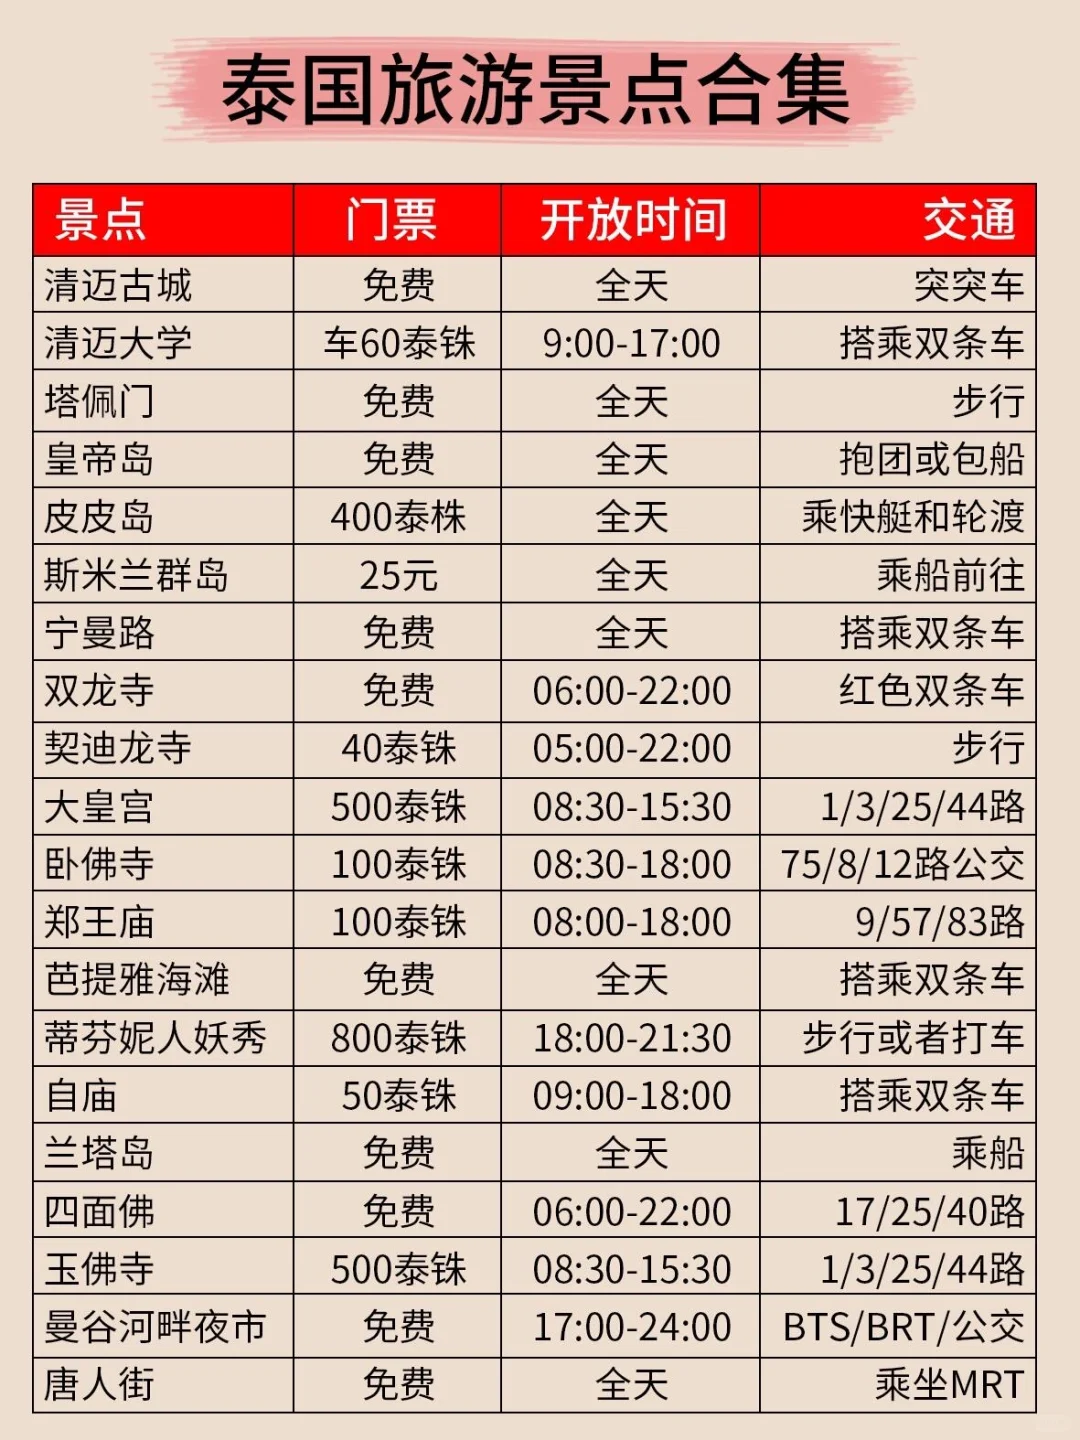 泰国旅游景点合集
景点 门票 开放时间 交通
清迈古城 免费 全天 突突车
清迈大学 车60泰铢 9:00-17:00 搭乘双条车
塔佩门 免费 全天 步行
皇帝岛 免费 全天 抱团或包船
皮皮岛 400泰株 全天 乘快艇和轮渡
斯米兰群岛 25元 全天 乘船前往
宁曼路 免费 全天 搭乘双条车
双龙寺 免费 06:00-22:00 红色双条车
契迪龙寺 40泰铢 05:00-22:00 步行
大皇宫 500泰铢 08:30-15:30 1/3/25/44路
卧佛寺 100泰铢 08:30-18:00 75/8/12路公交
郑王庙 100泰铢 08:00-18:00 9/57/83路
芭提雅海滩 免费 全天 搭乘双条车
蒂芬妮人妖秀 800泰铢 18:00-21:30 步行或者打车
自庙 50泰铢 09:00-18:00 搭乘双条车
兰塔岛 免费 全天 乘船
四面佛 免费 06:00-22:00 17/25/40路
玉佛寺 500泰铢 08:30-15:30 1/3/25/44路
曼谷河畔夜市 免费 17:00-24:00 BTS/BRT/公交
唐人街 免费 全天 乘坐MRT